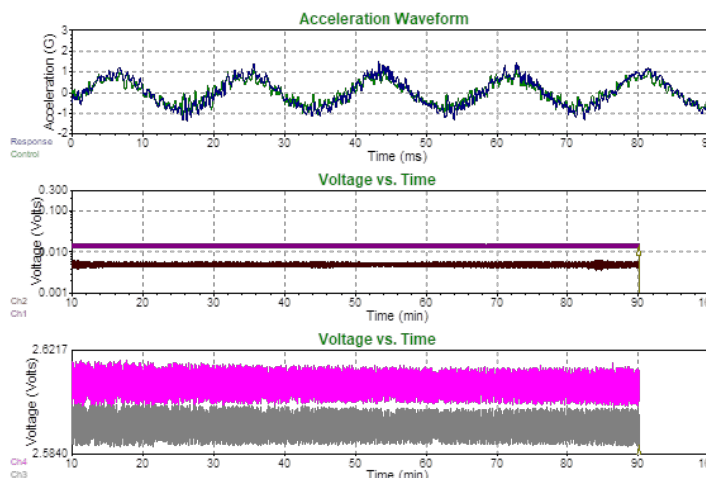 Acceleration Waveform
Acceleration (G)
3
2
1
0
-1
-2
0 10 20 30 40 50 60 70 80 90
Response
Control
Time (ms)
Voltage vs. Time
Voltage (Volts)
0.300
0.100
0.010
0.001
10 20 30 40 50 60 70 80 90 100
Ch2
Ch1
Time (min)
Voltage vs. Time
Voltage (Volts)
2.6217
2.5840
10 20 30 40 50 60 70 80 90 100
Ch4
Ch3
Time (min)